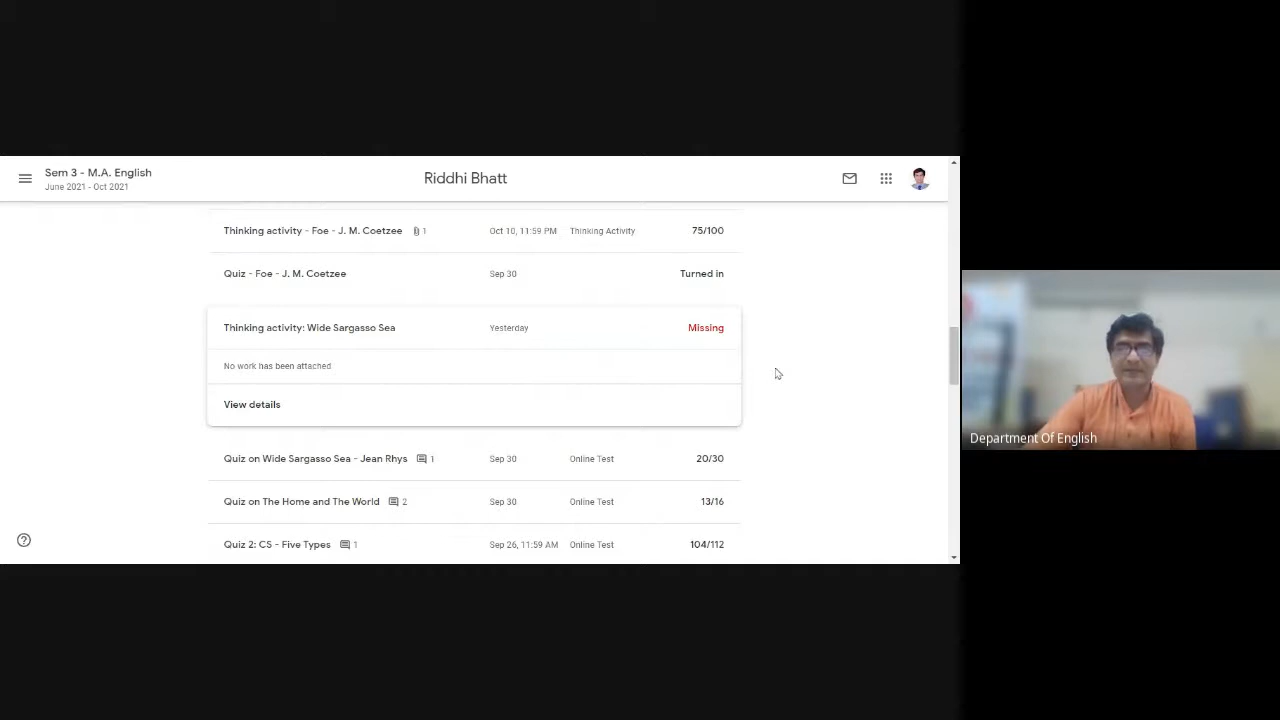 Sem 3 - M.A. English
June 2021 - Oct 2021
Riddhi Bhatt
Thinking activity - Foe - J. M. Coetzee 1 Oct 10, 11:59 PM Thinking Activity 75/100
Quiz - Foe - J. M. Coetzee Sep 30 Turned in
Thinking activity: Wide Sargasso Sea Yesterday Missing
No work has been attached
View details
Quiz on Wide Sargasso Sea - Jean Rhys 1 Sep 30 Online Test 20/30
Quiz on The Home and The World 2 Sep 30 Online Test 13/16
Quiz 2: CS - Five Types 1 Sep 26, 11:59 AM Online Test 104/112
Department Of English